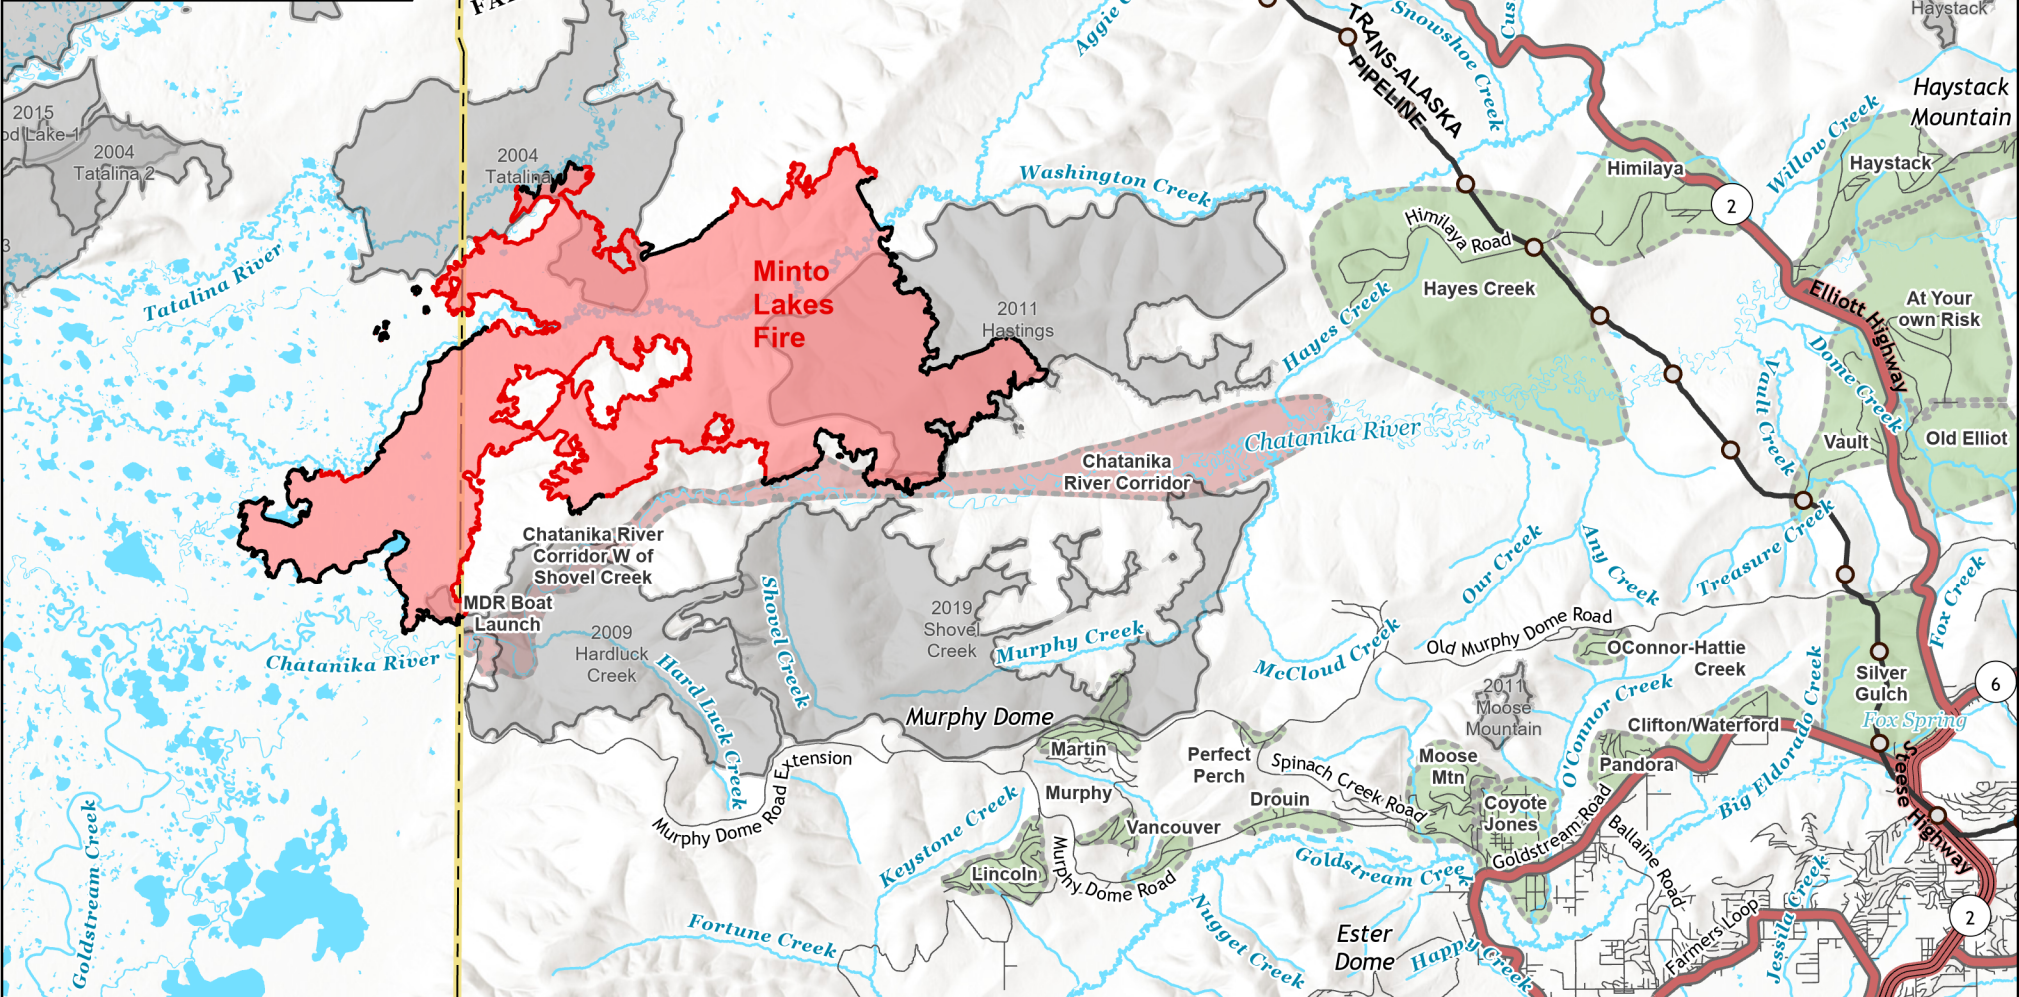 Haystack
Snowshoe Creek
TRANS-ALASKA
PIPELINE
Haystack
Mountain
2015
od Lake 1
2004
Tatalina 2
2004
Tatalina
Washington Creek
Willow Creek
Himilaya
Haystack
2
Himilaya Road
3
Tatalina River
Minto
Lakes
Fire
2011
Hastings
Hayes Creek
Hayes Creek
Elliott Highway
At Your
own Risk
Dome Creek
Vault Creek
Chatanika River
Chatanika
River Corridor
Vault
Old Elliot
Treasure Creek
Chatanika River
Corridor W of
Shovel Creek
Our Creek
Any Creek
Fox Creek
MDR Boat
Launch
2009
Hardluck
Creek
Shovel Creek
2019
Shovel
Creek
Murphy Creek
McCloud Creek
Old Murphy Dome Road
OConnor-Hattie
Creek
Chatanika River
Hard Luck Creek
Murphy Dome
2011
Moose
Mountain
O'Connor Creek
Silver
Gulch
6
Fox Spring
Clifton/Waterford
Big Eldorado Creek
Martin
Perfect
Perch
Spinach Creek Road
Moose
Mtn
Pandora
Steese Highway
Murphy Dome Road Extension
Murphy
Drouin
Coyote
Jones
Goldstream Road
Ballaine Road
Vancouver
Keystone Creek
Lincoln
Murphy Dome Road
Goldstream Creek
Goldstream Creek
Fortune Creek
Nugget Creek
Ester
Dome
Happy Creek
Farmers Loop
Jessila Creek
2